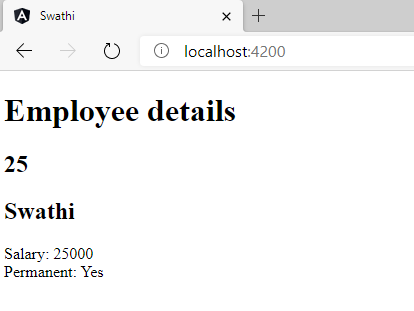 Swathi
localhost:4200
Employee details
25
Swathi
Salary: 25000
Permanent: Yes